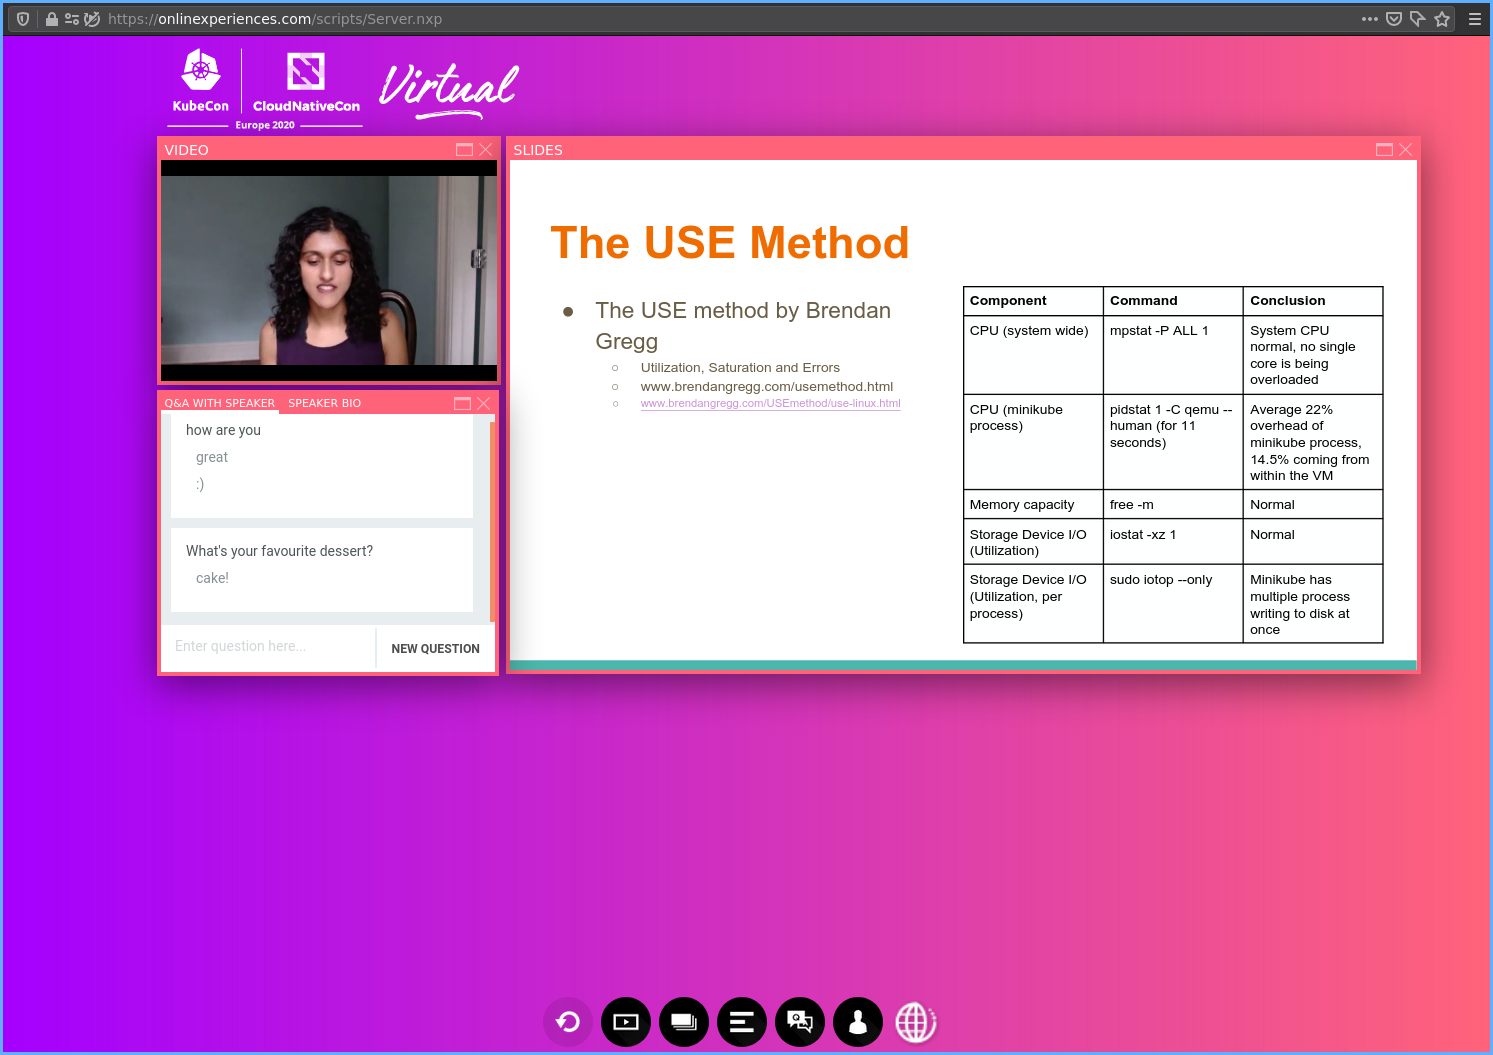 https://onlinexperiences.com/scripts/Server.nxp
KubeCon
CloudNativeCon
Virtual
Europe 2020
VIDEO
SLIDES
The USE Method
● The USE method by Brendan
Gregg
○ Utilization, Saturation and Errors
○ www.brendangregg.com/usemethod.html
○ www.brendangregg.com/USEmethod/use-linux.html
Component Command Conclusion
CPU (system wide) mpstat -P ALL 1 System CPU
normal, no single
core is being
overloaded
CPU (minikube pidstat 1 -C qemu -- Average 22%
process) human (for 11 overhead of
seconds) minikube process,
14.5% coming from
within the VM
Memory capacity free -m Normal
Storage Device I/O iostat -xz 1 Normal
(Utilization)
Storage Device I/O sudo iotop --only Minikube has
(Utilization, per multiple process
process) writing to disk at
once
Q&A WITH SPEAKER SPEAKER BIO
how are you
great
:)
What's your favourite dessert?
cake!
Enter question here...
NEW QUESTION